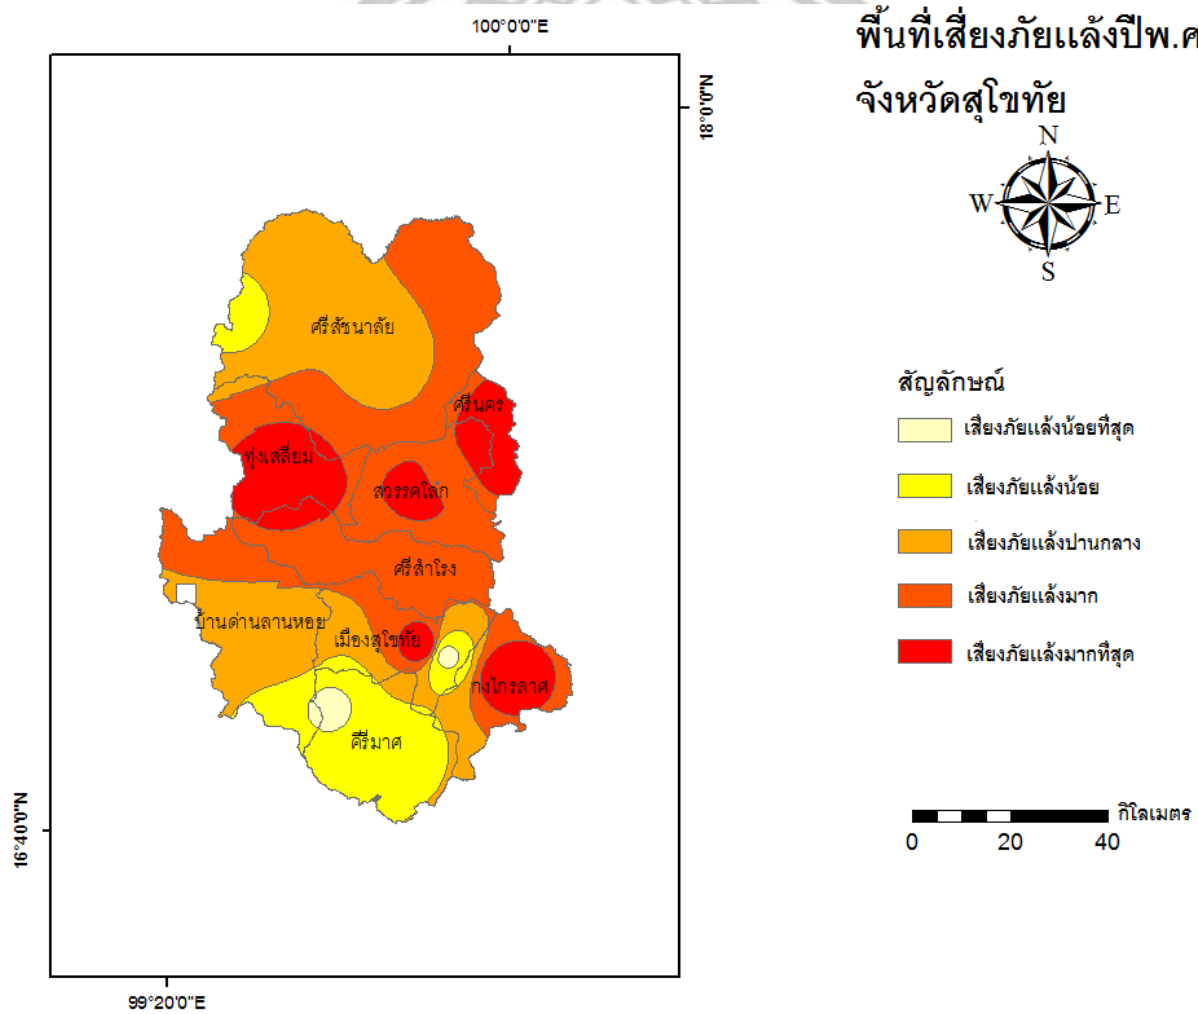 พื้นที่เสี่ยงภัยแล้งปีพ.ศ
จังหวัดสุโขทัย
N
W E
S
100°0'0"E
18°0'0"N
ศรีสัชนาลัย
ศรีนคร
ทุ่งเสลี่ยม
สวรรคโลก
ศรีสำโรง
บ้านด่านลานหอย
เมืองสุโขทัย
กงไกรลาศ
คีรีมาศ
16°40'0"N
99°20'0"E
สัญลักษณ์
เสี่ยงภัยแล้งน้อยที่สุด
เสี่ยงภัยแล้งน้อย
เสี่ยงภัยแล้งปานกลาง
เสี่ยงภัยแล้งมาก
เสี่ยงภัยแล้งมากที่สุด
กิโลเมตร
0 20 40